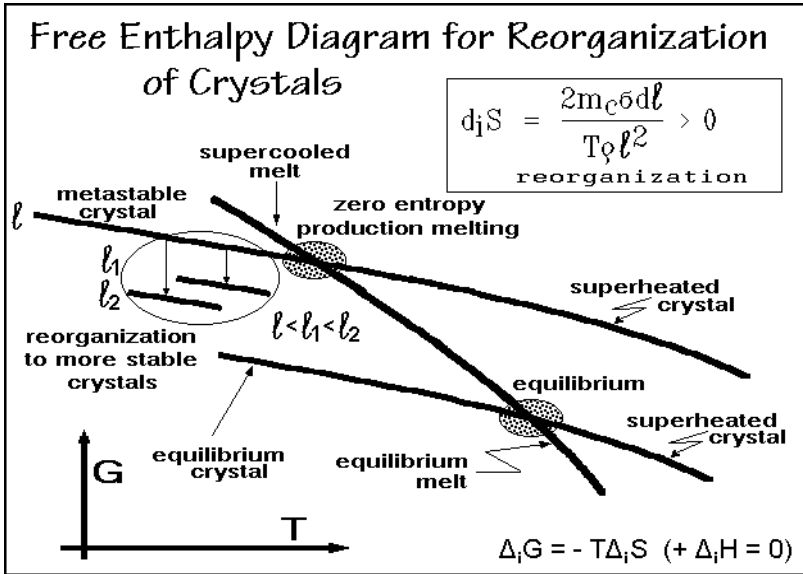 Free Enthalpy Diagram for Reorganization
of Crystals
dᵢS = 2m_cσdℓ / Tρℓ² > 0
reorganization
supercooled
melt
metastable
crystal
zero entropy
production melting
ℓ
ℓ₁
ℓ₂
ℓ<ℓ₁<ℓ₂
superheated
crystal
reorganization
to more stable
crystals
equilibrium
superheated
crystal
equilibrium
crystal
equilibrium
melt
G
T
ΔᵢG = - TΔᵢS (+ ΔᵢH = 0)